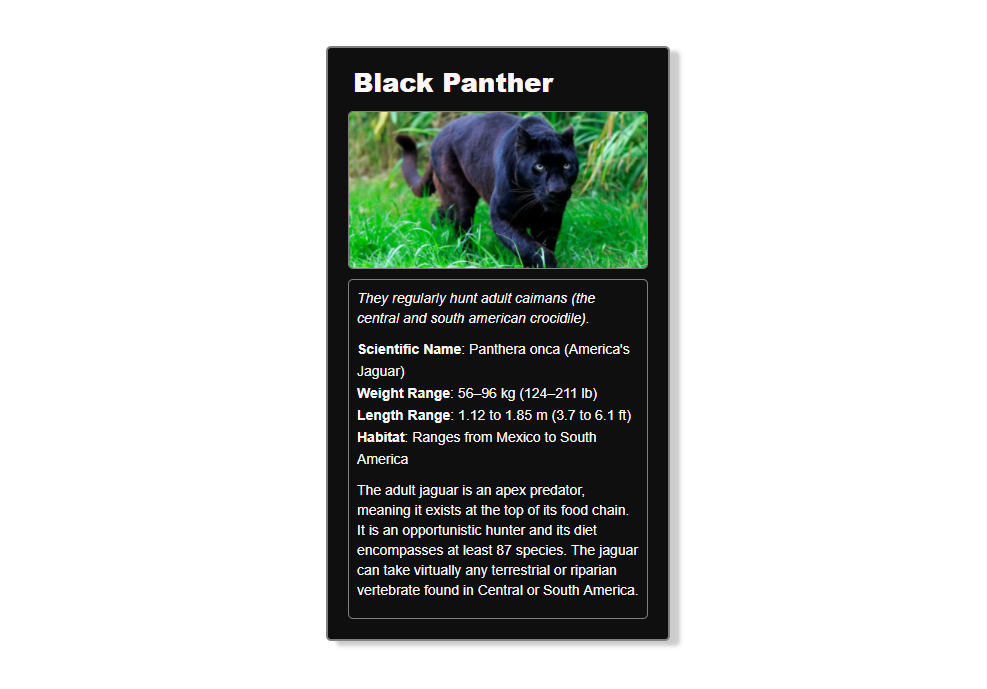 Black Panther
They regularly hunt adult caimans (the
central and south american crocidile).
Scientific Name: Panthera onca (America's
Jaguar)
Weight Range: 56–96 kg (124–211 lb)
Length Range: 1.12 to 1.85 m (3.7 to 6.1 ft)
Habitat: Ranges from Mexico to South
America
The adult jaguar is an apex predator,
meaning it exists at the top of its food chain.
It is an opportunistic hunter and its diet
encompasses at least 87 species. The jaguar
can take virtually any terrestrial or riparian
vertebrate found in Central or South America.